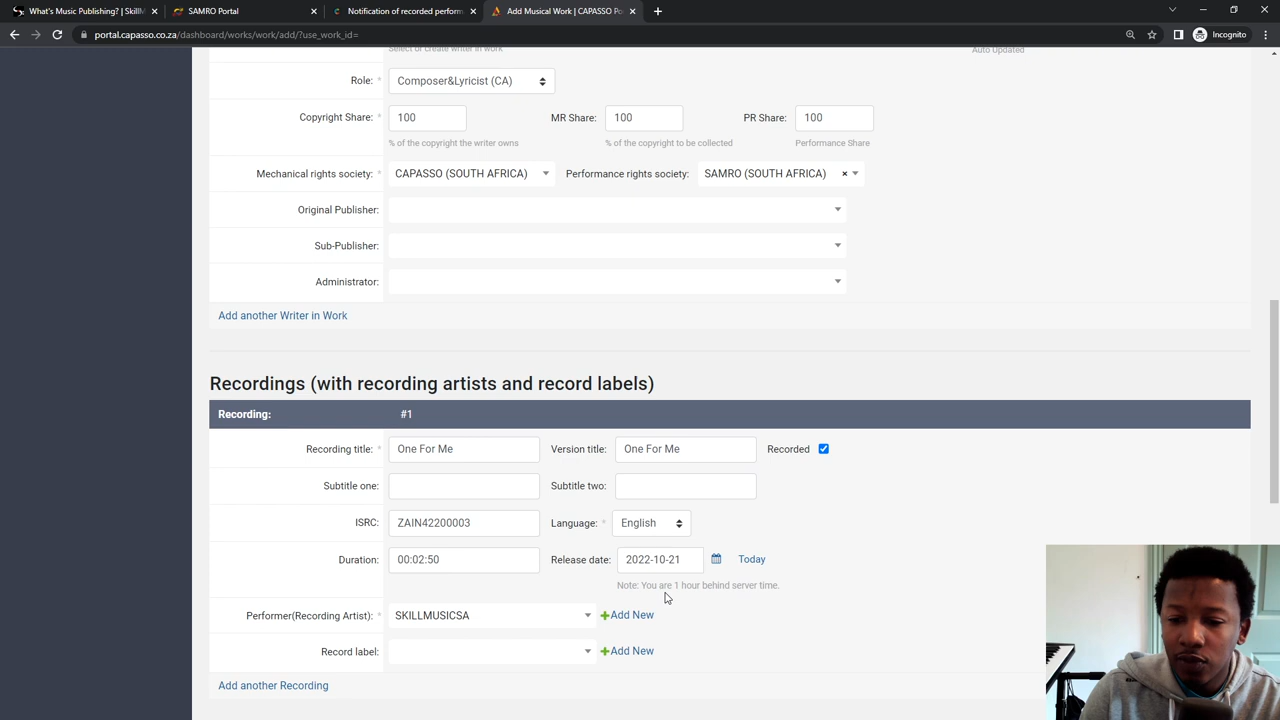 What's Music Publishing? | SkillM
SAMRO Portal
Notification of recorded perform
Add Musical Work | CAPASSO Po
portal.capasso.co.za/dashboard/works/work/add/?use_work_id=
Incognito
Select or create writer in work
Auto Updated
Role: * Composer&Lyricist (CA)
Copyright Share: * 100 MR Share: 100 PR Share: 100
% of the copyright the writer owns % of the copyright to be collected Performance Share
Mechanical rights society: * CAPASSO (SOUTH AFRICA) Performance rights society: SAMRO (SOUTH AFRICA) ×
Original Publisher:
Sub-Publisher:
Administrator:
Add another Writer in Work
Recordings (with recording artists and record labels)
Recording: #1
Recording title: * One For Me Version title: One For Me Recorded
Subtitle one: Subtitle two:
ISRC: ZAIN42200003 Language: * English
Duration: 00:02:50 Release date: 2022-10-21 Today
Note: You are 1 hour behind server time.
Performer(Recording Artist): * SKILLMUSICSA Add New
Record label: Add New
Add another Recording